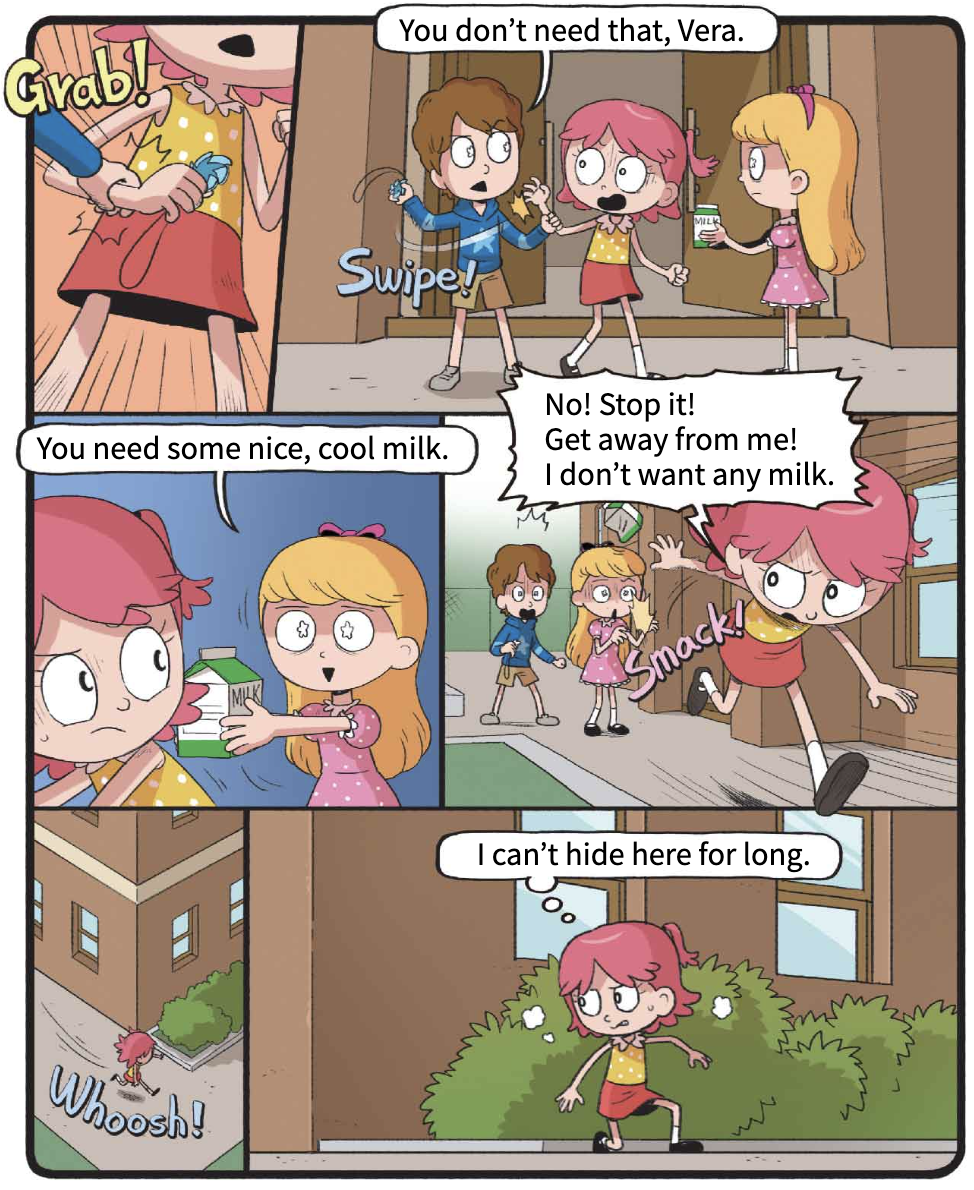 Grab!
You don't need that, Vera.
MILK
Swipe!
You need some nice, cool milk.
MILK
No! Stop it!
Get away from me!
I don't want any milk.
Smack!
Whoosh!
I can't hide here for long.